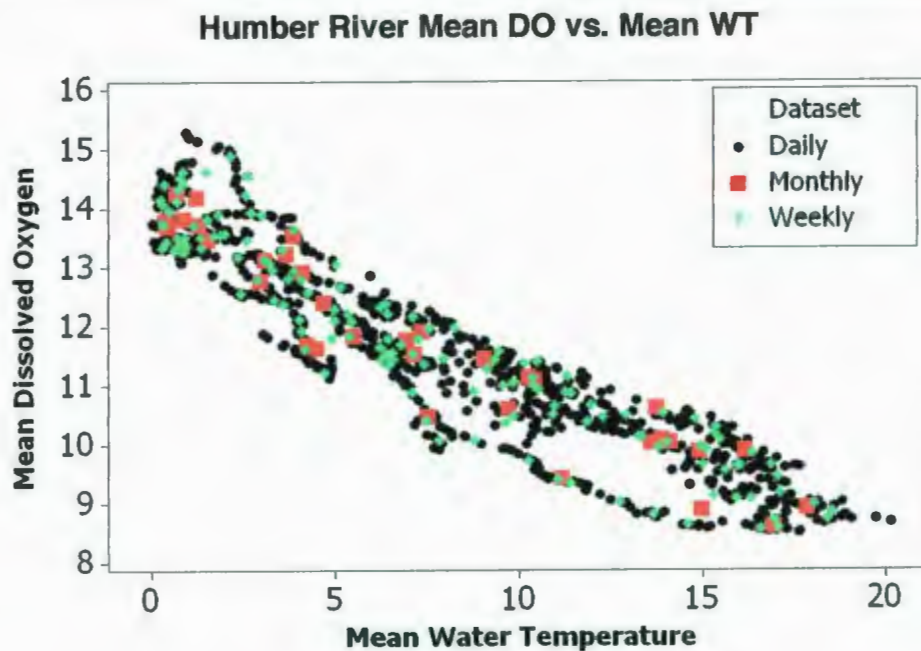 Humber River Mean DO vs. Mean WT
16
15
14
13
12
11
10
9
8
Mean Dissolved Oxygen
Dataset
Daily
Monthly
Weekly
0 5 10 15 20
Mean Water Temperature